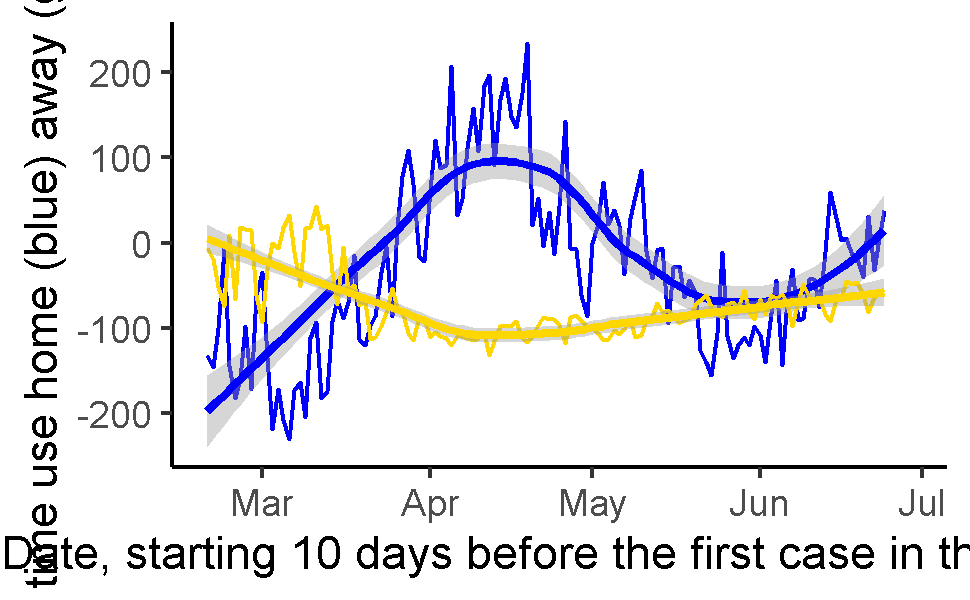 time use home (blue) away (
200
100
0
-100
-200
Mar Apr May Jun Jul
Date, starting 10 days before the first case in th